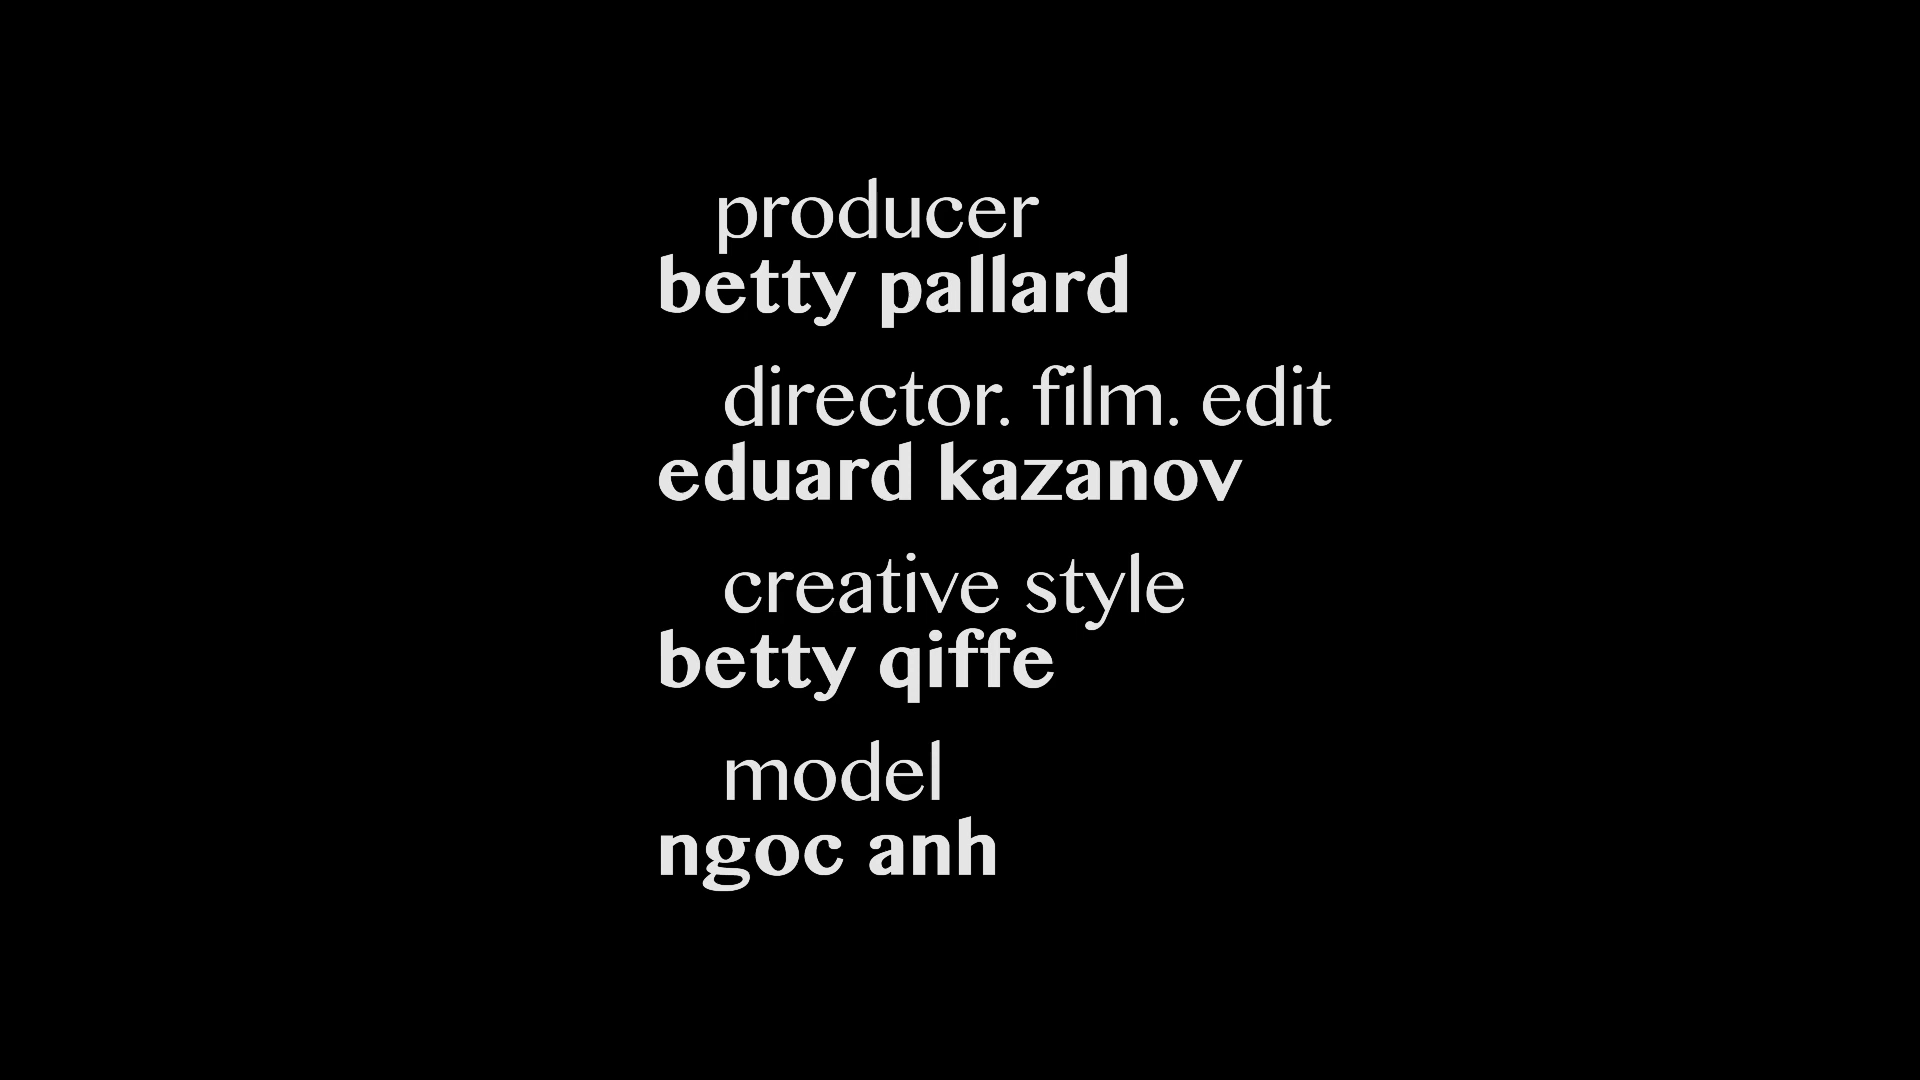 producer
betty pallard
director. film. edit
eduard kazanov
creative style
betty qiffe
model
ngoc anh